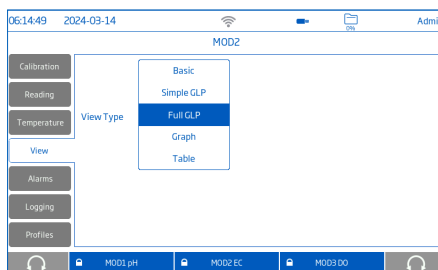 06:14:49 2024-03-14 0% Admi
MOD2
Calibration
Reading
Temperature
View
Alarms
Logging
Profiles
View Type
Basic
Simple GLP
Full GLP
Graph
Table
MOD1 pH MOD2 EC MOD3 DO